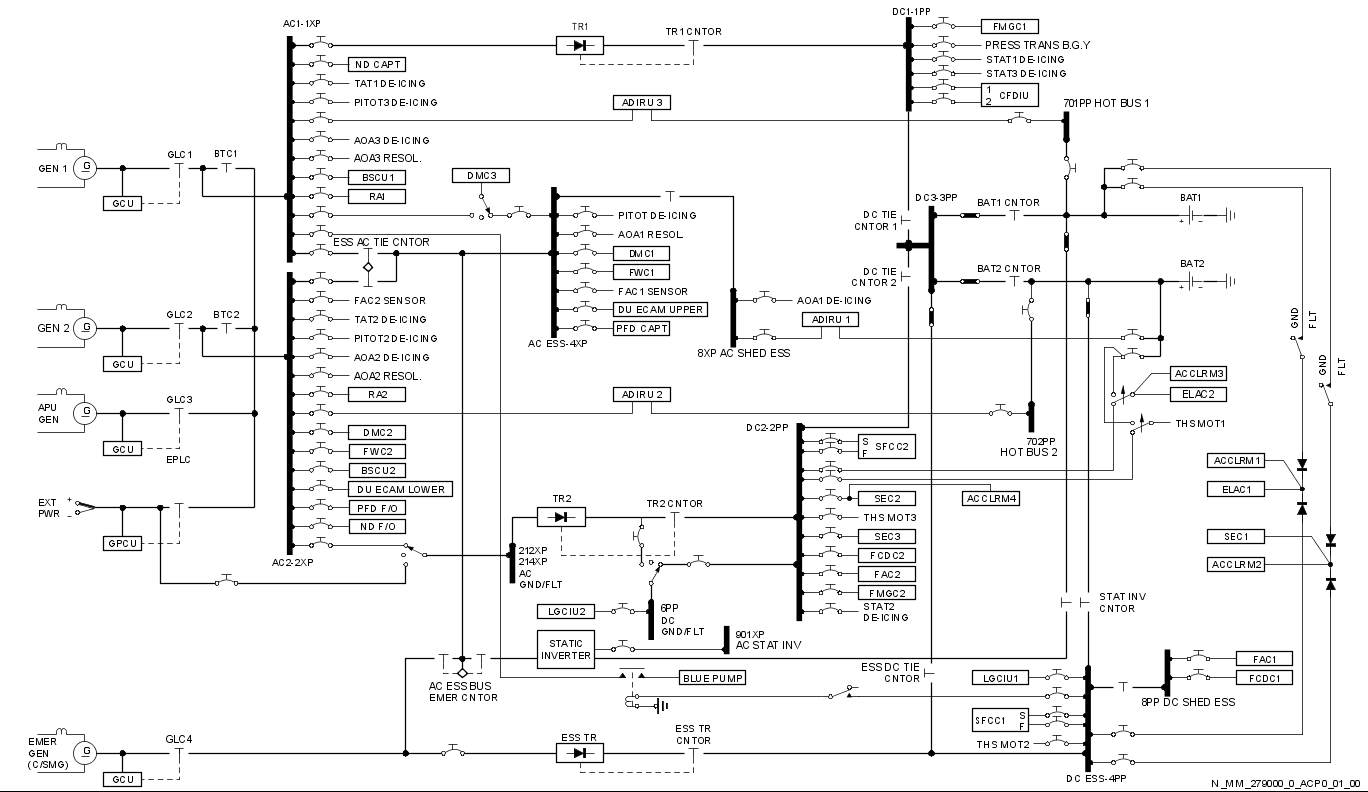 AC1-1XP
TR1
TR1 CNTOR
DC1-1PP
FMGC1
PRESS TRANS B.G.Y
STAT1 DE-ICING
STAT3 DE-ICING
1
2
CFDIU
ND CAPT
TAT1 DE-ICING
PITOT3 DE-ICING
ADIRU 3
701PP HOT BUS 1
AOA3 DE-ICING
AOA3 RESOL.
BSCU1
RA1
GEN 1
G
GLC1
BTC1
GCU
DMC3
ESS AC TIE CNTOR
PITOT DE-ICING
AOA1 RESOL.
DMC1
FWC1
FAC1 SENSOR
DU ECAM UPPER
PFD CAPT
AC ESS-4XP
DC TIE
CNTOR 1
DC3-3PP
BAT1 CNTOR
BAT1
+
-
DC TIE
CNTOR 2
BAT2 CNTOR
BAT2
+
-
AOA1 DE-ICING
ADIRU 1
8XP AC SHED ESS
GEN 2
G
GLC2
BTC2
GCU
FAC2 SENSOR
TAT2 DE-ICING
PITOT2 DE-ICING
AOA2 DE-ICING
AOA2 RESOL.
RA2
DMC2
FWC2
BSCU2
DU ECAM LOWER
PFD F/O
ND F/O
AC2-2XP
APU
GEN
G
GLC3
GCU
EPLC
EXT
PWR
+
-
GPCU
ADIRU 2
702PP
HOT BUS 2
GND
FLT
GND
FLT
ACCLRM3
ELAC2
THS MOT1
ACCLRM1
ELAC1
SEC1
ACCLRM2
DC2-2PP
S
F
SFCC2
SEC2
ACCLRM4
THS MOT3
SEC3
FCDC2
FAC2
FMGC2
STAT2
DE-ICING
TR2
TR2 CNTOR
212XP
214XP
AC
GND/FLT
LGCIU2
6PP
DC
GND/FLT
STATIC
INVERTER
901XP
AC STAT INV
BLUE PUMP
AC ESS BUS
EMER CNTOR
STAT INV
CNTOR
ESS DC TIE
CNTOR
LGCIU1
SFCC1
S
F
THS MOT2
DC ESS-4PP
FAC1
FCDC1
8PP DC SHED ESS
EMER
GEN
(C/SMG)
G
GLC4
GCU
ESS TR
ESS TR
CNTOR
N_MM_279000_0_ACP0_01_00